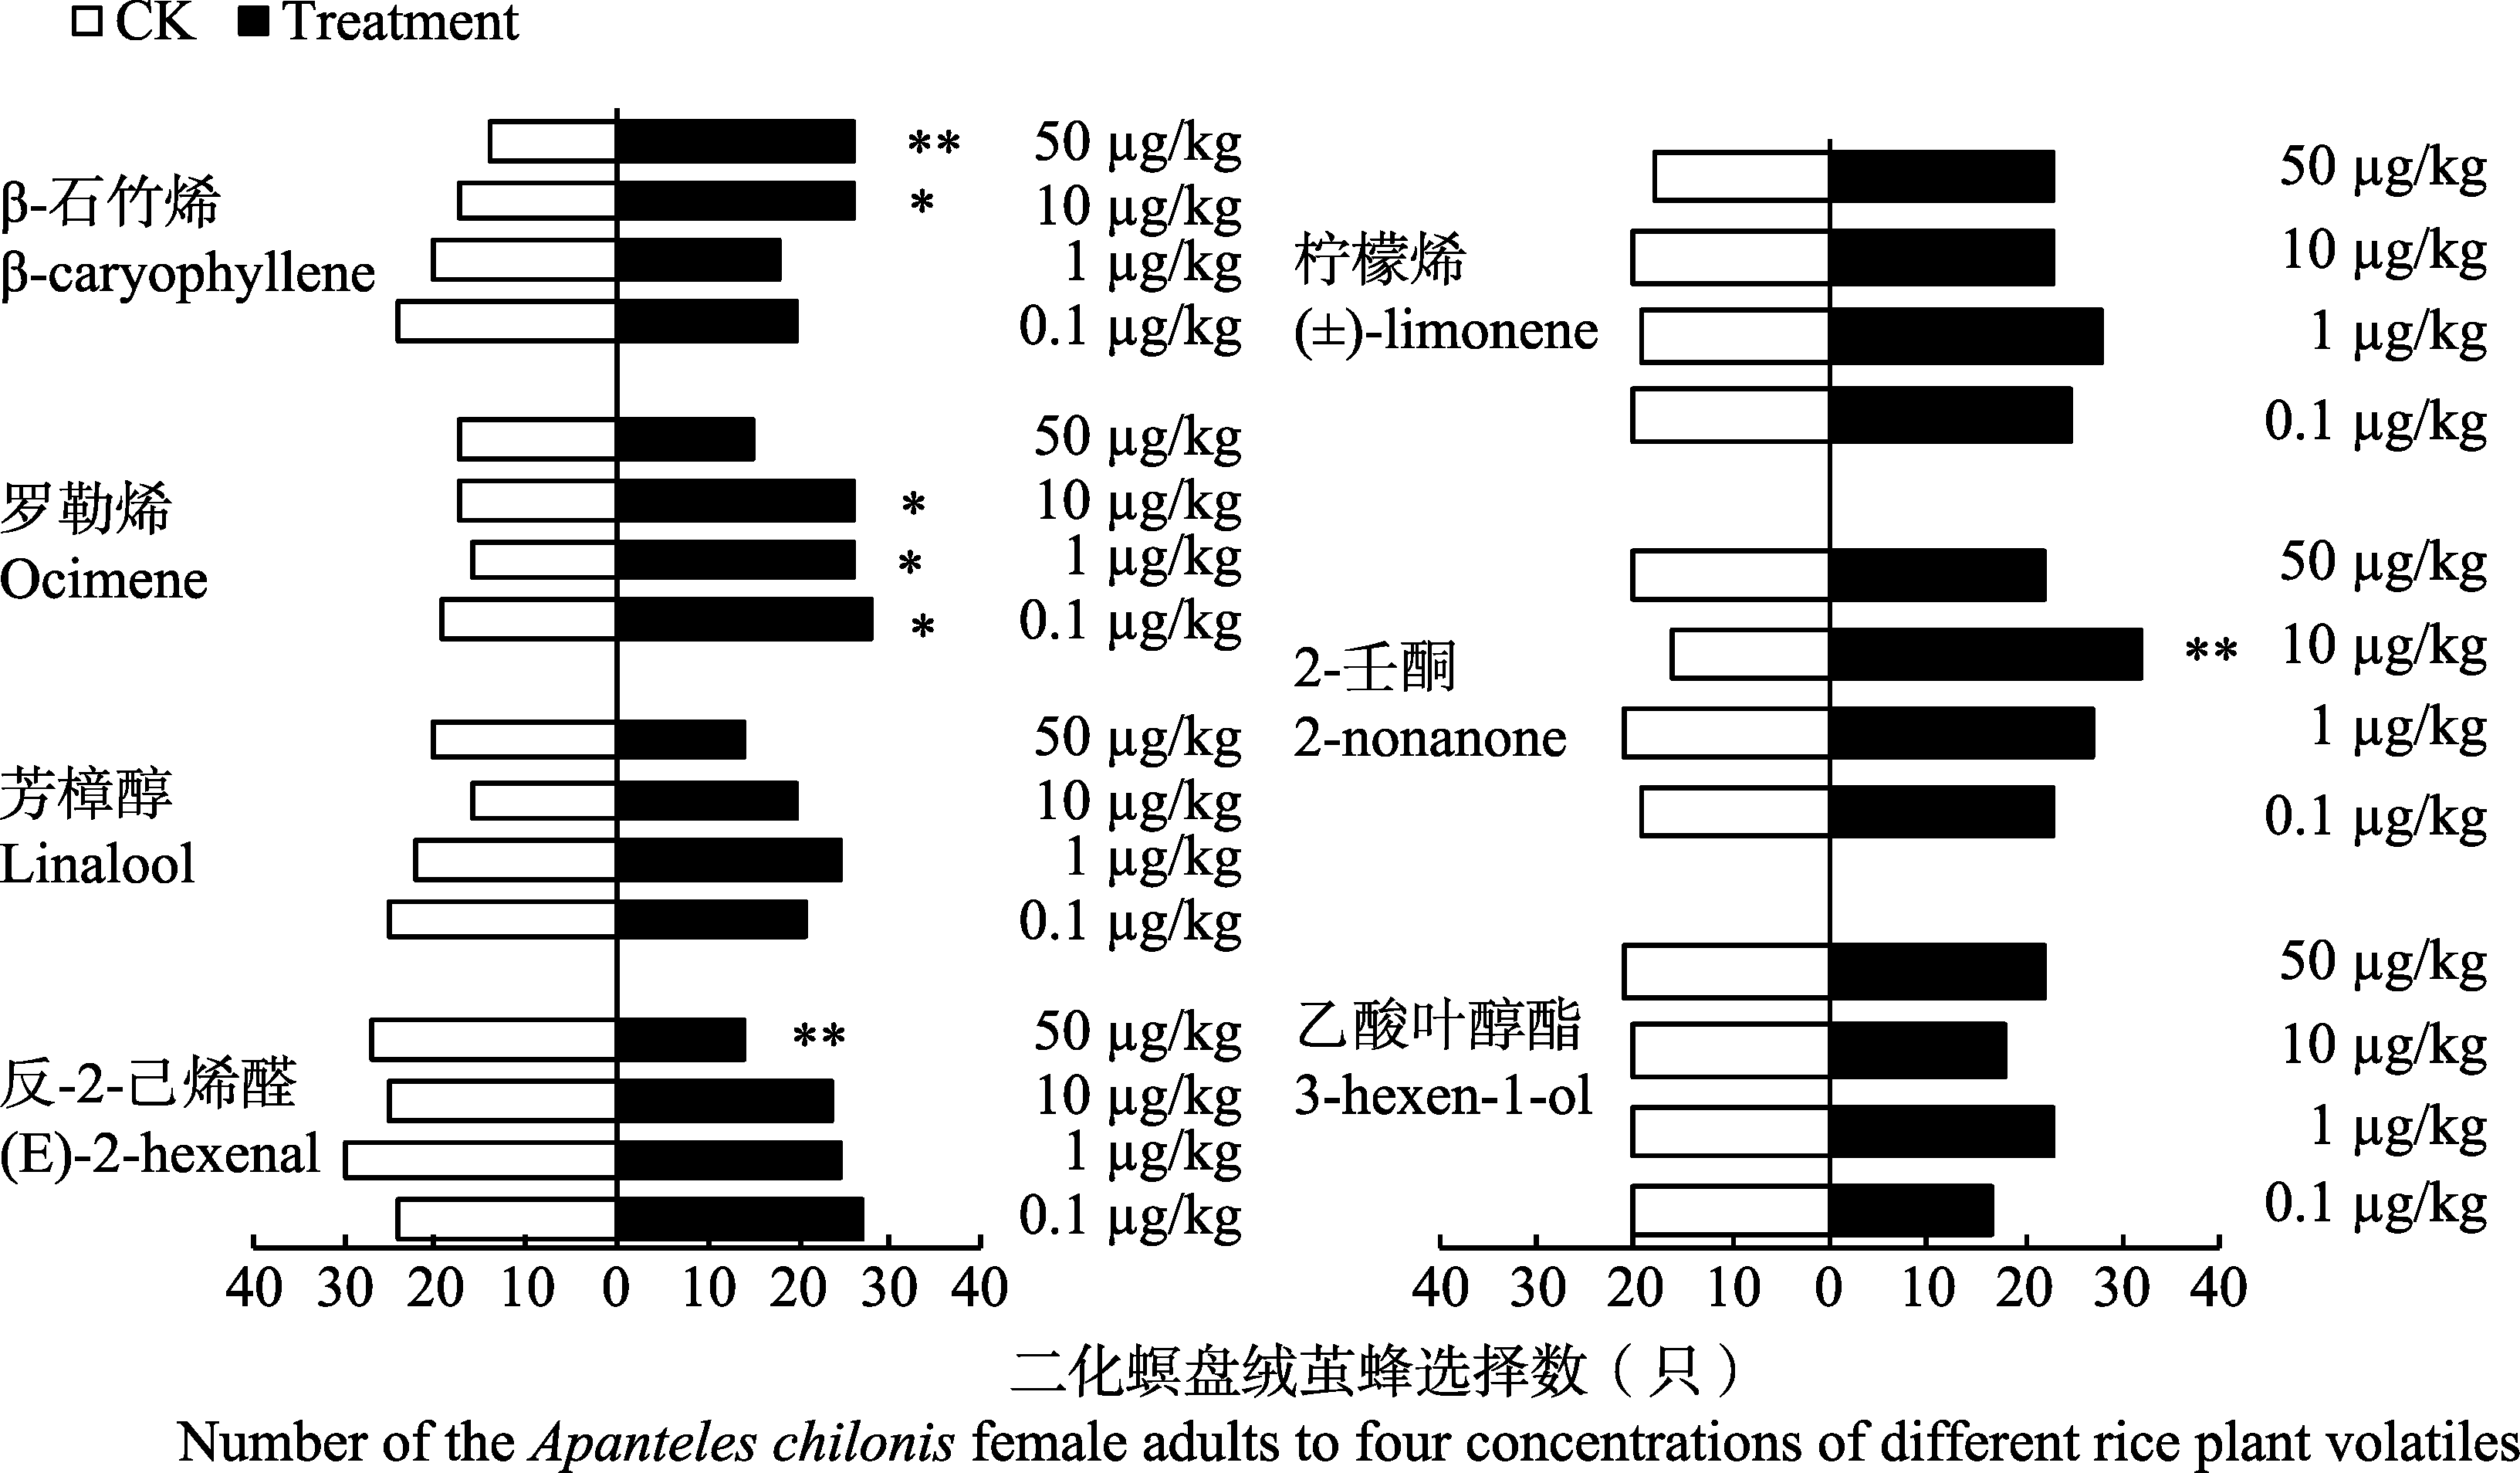 CK Treatment
β-石竹烯
β-caryophyllene
** 50 μg/kg
* 10 μg/kg
1 μg/kg
0.1 μg/kg
罗勒烯
Ocimene
50 μg/kg
* 10 μg/kg
* 1 μg/kg
* 0.1 μg/kg
芳樟醇
Linalool
50 μg/kg
10 μg/kg
1 μg/kg
0.1 μg/kg
反-2-己烯醛
(E)-2-hexenal
** 50 μg/kg
10 μg/kg
1 μg/kg
0.1 μg/kg
40 30 20 10 0 10 20 30 40
柠檬烯
(±)-limonene
50 μg/kg
10 μg/kg
1 μg/kg
0.1 μg/kg
2-壬酮
2-nonanone
50 μg/kg
** 10 μg/kg
1 μg/kg
0.1 μg/kg
乙酸叶醇酯
3-hexen-1-ol
50 μg/kg
10 μg/kg
1 μg/kg
0.1 μg/kg
40 30 20 10 0 10 20 30 40
二化螟盘绒茧蜂选择数（只）
Number of the Apanteles chilonis female adults to four concentrations of different rice plant volatiles